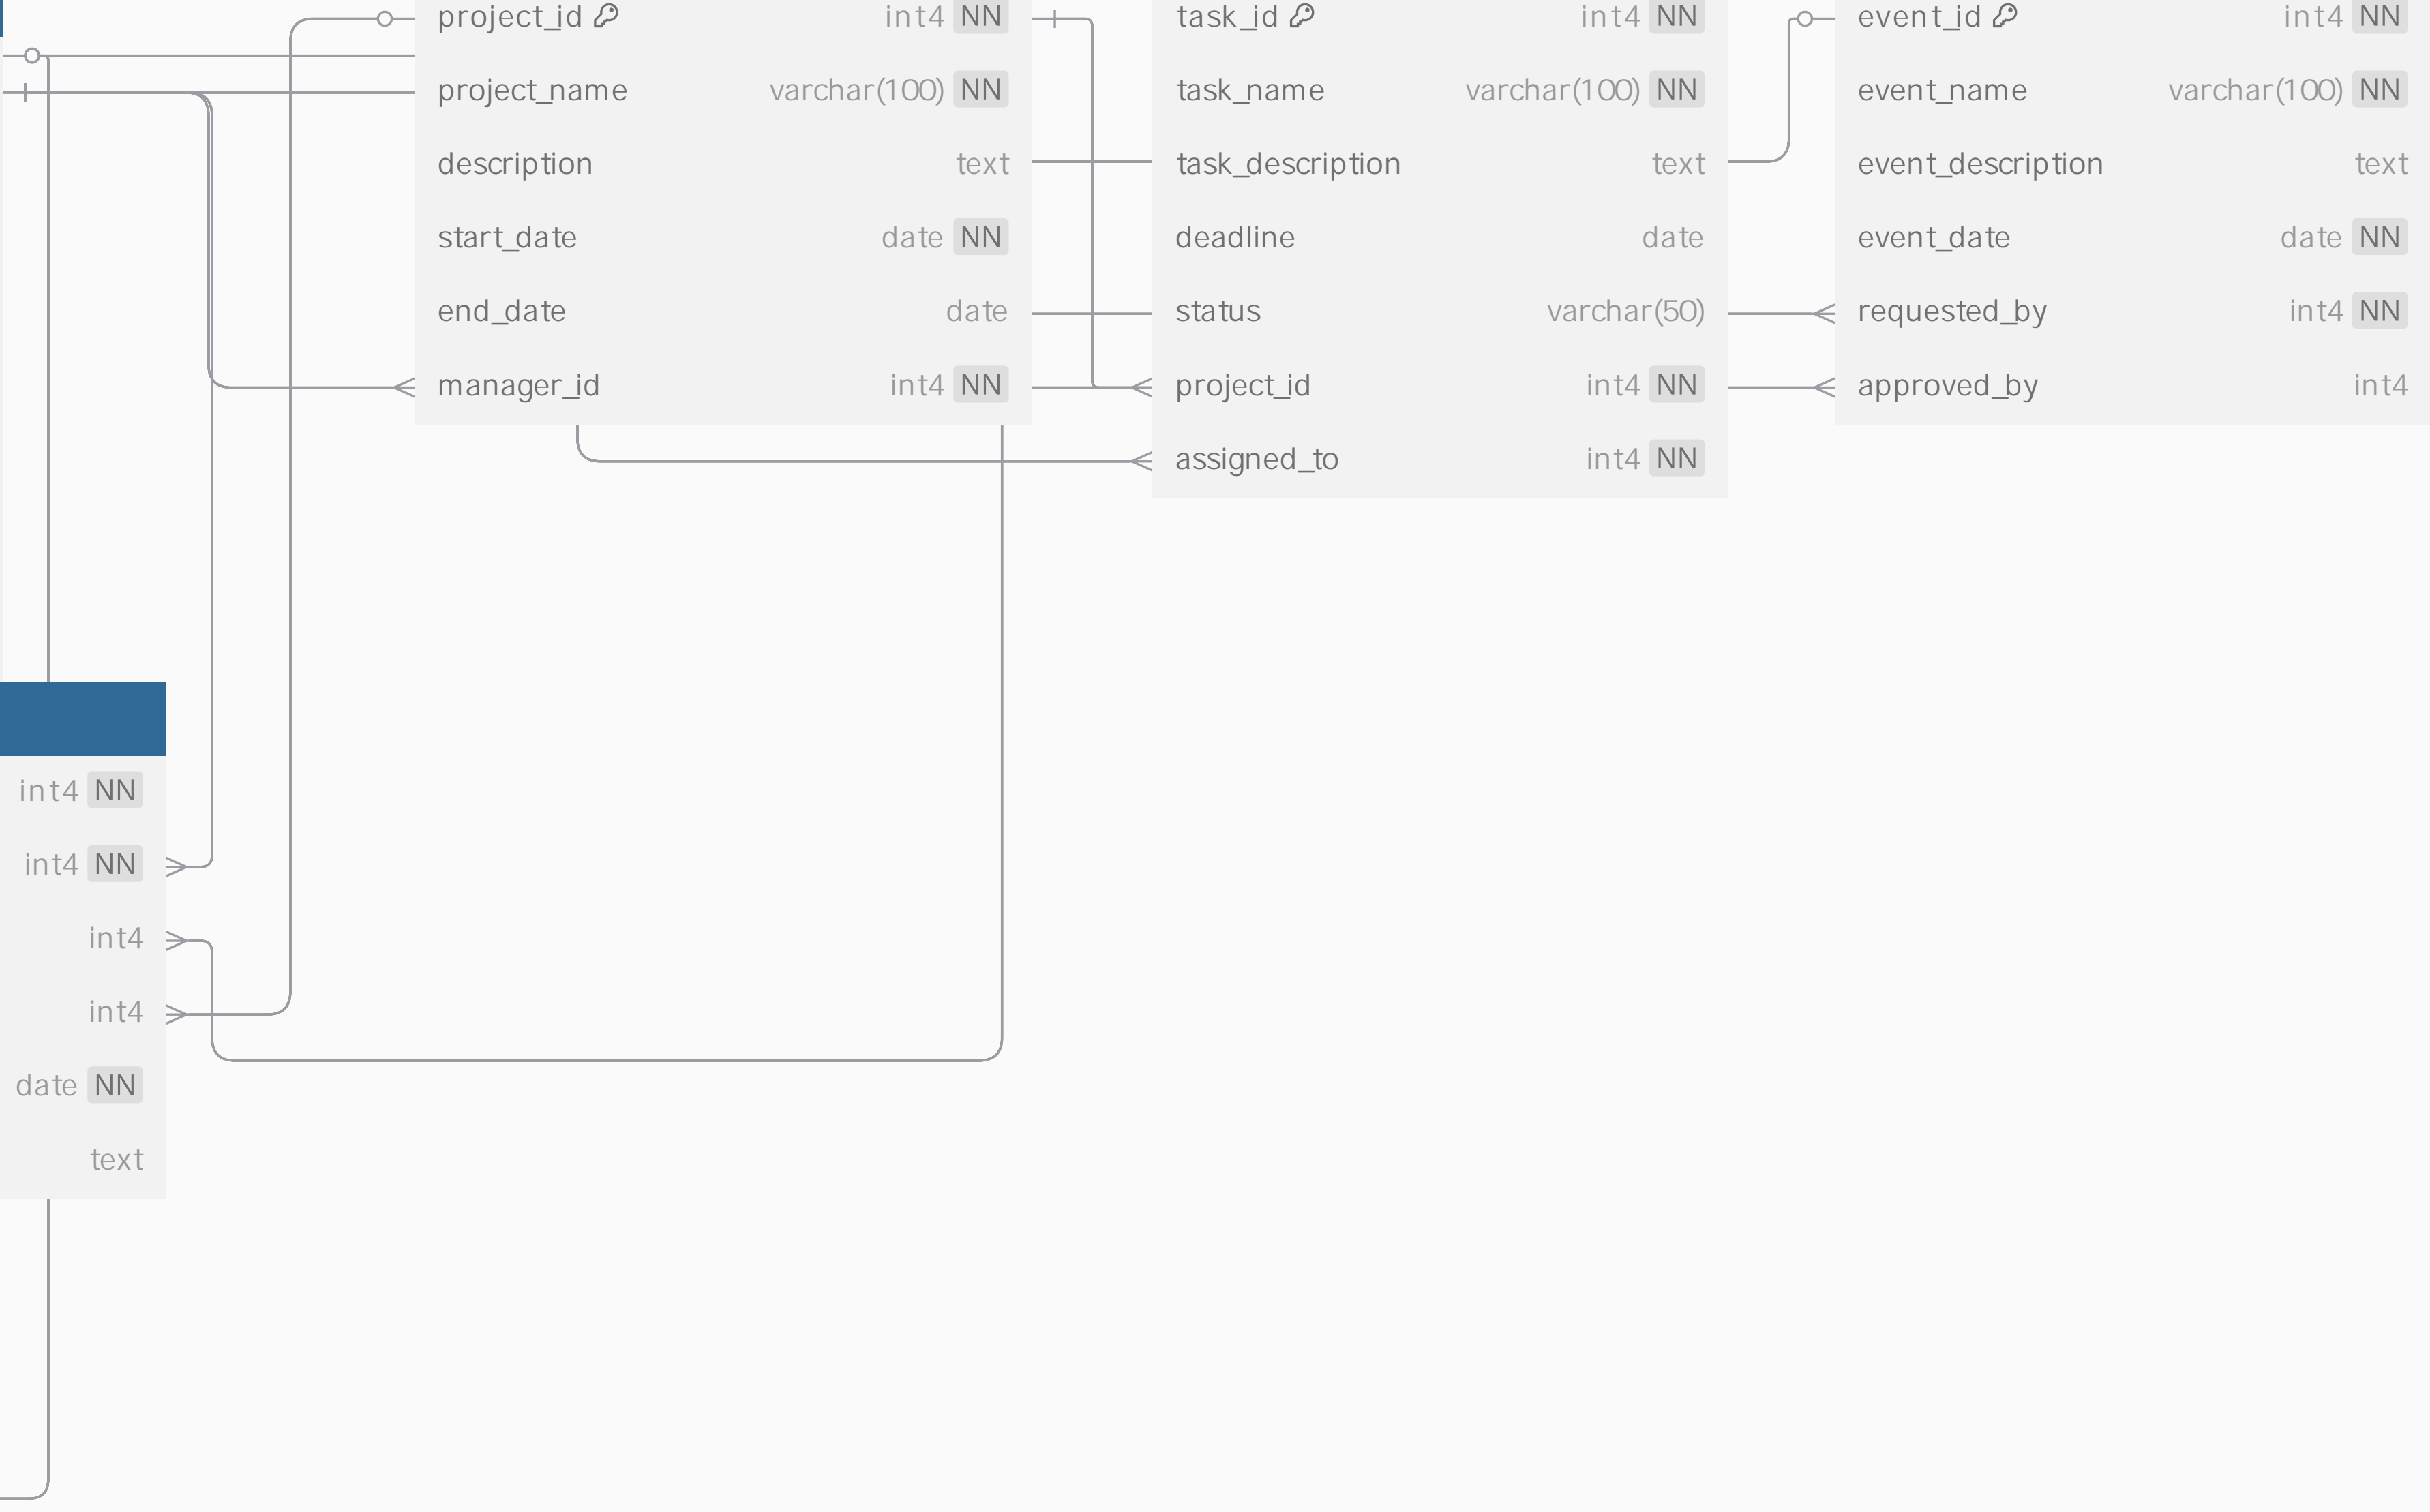 project_id int4 NN
project_name varchar(100) NN
description text
start_date date NN
end_date date
manager_id int4 NN
task_id int4 NN
task_name varchar(100) NN
task_description text
deadline date
status varchar(50)
project_id int4 NN
assigned_to int4 NN
event_id int4 NN
event_name varchar(100) NN
event_description text
event_date date NN
requested_by int4 NN
approved_by int4
int4 NN
int4 NN
int4
int4
date NN
text